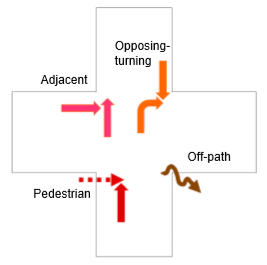 Opposing-
turning
Adjacent
Off-path
Pedestrian